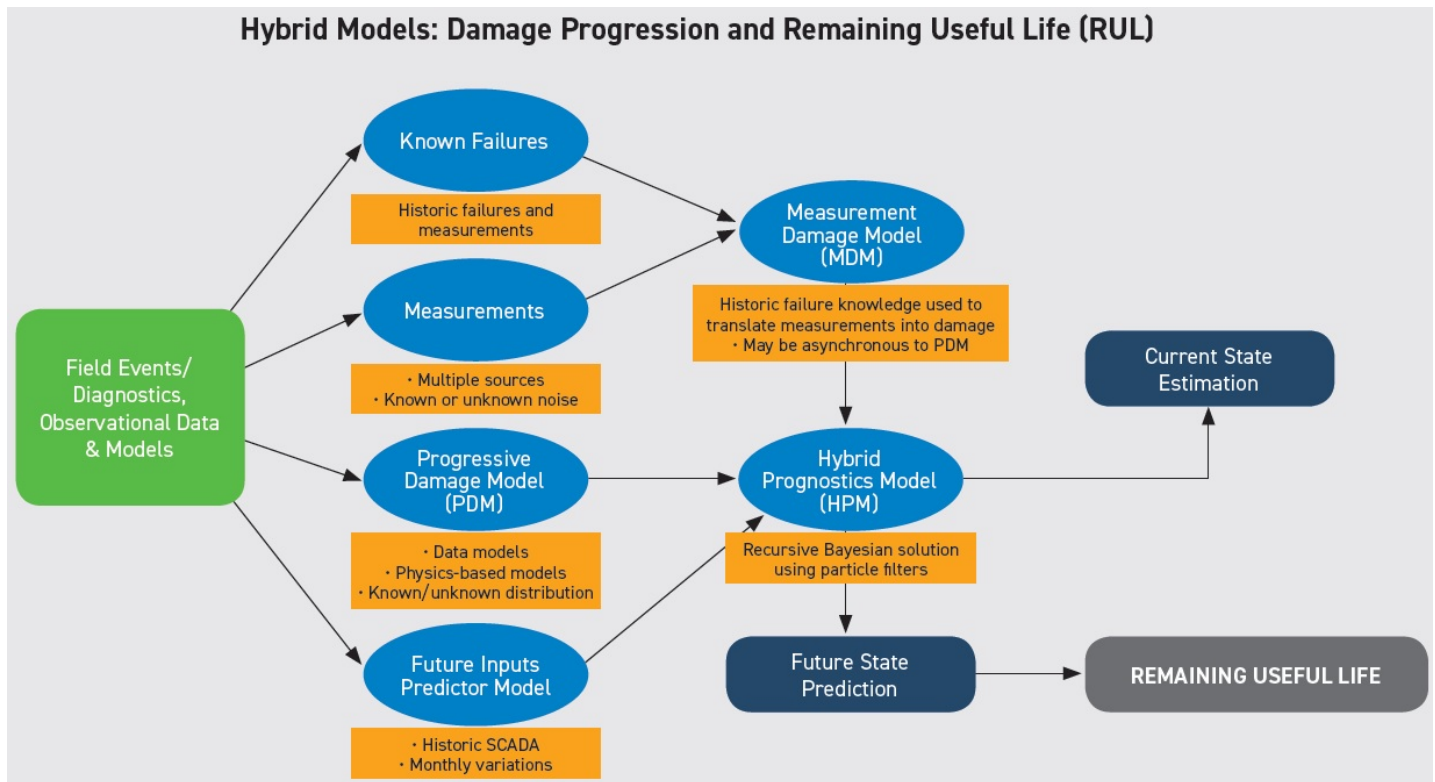 Hybrid Models: Damage Progression and Remaining Useful Life (RUL)
Known Failures
Historic failures and
measurements
Measurement
Damage Model
(MDM)
Measurements
Historic failure knowledge used to
translate measurements into damage
· May be asynchronous to PDM
Field Events/
Diagnostics,
Observational Data
& Models
Current State
Estimation
· Multiple sources
· Known or unknown noise
Progressive
Damage Model
(PDM)
Hybrid
Prognostics Model
(HPM)
· Data models
· Physics-based models
· Known/unknown distribution
Recursive Bayesian solution
using particle filters
Future Inputs
Predictor Model
Future State
Prediction
REMAINING USEFUL LIFE
· Historic SCADA
· Monthly variations